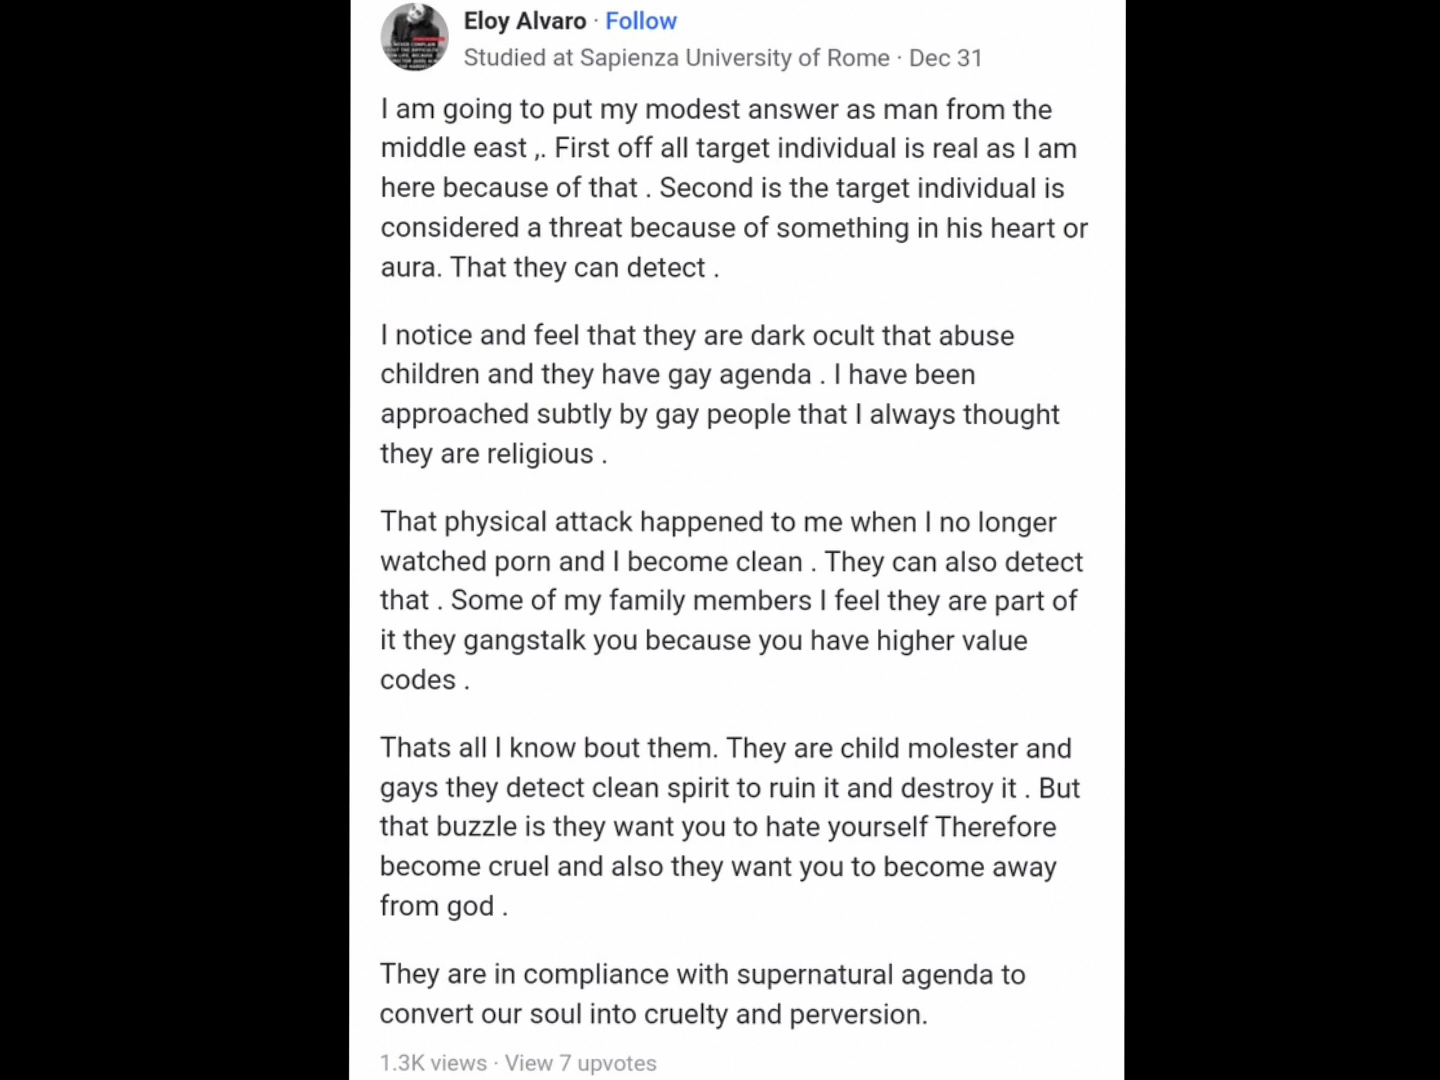 Eloy Alvaro · Follow
Studied at Sapienza University of Rome · Dec 31
I am going to put my modest answer as man from the
middle east ,. First off all target individual is real as I am
here because of that . Second is the target individual is
considered a threat because of something in his heart or
aura. That they can detect .
I notice and feel that they are dark ocult that abuse
children and they have gay agenda . I have been
approached subtly by gay people that I always thought
they are religious .
That physical attack happened to me when I no longer
watched porn and I become clean . They can also detect
that . Some of my family members I feel they are part of
it they gangstalk you because you have higher value
codes .
Thats all I know bout them. They are child molester and
gays they detect clean spirit to ruin it and destroy it . But
that buzzle is they want you to hate yourself Therefore
become cruel and also they want you to become away
from god .
They are in compliance with supernatural agenda to
convert our soul into cruelty and perversion.
1.3K views · View 7 upvotes